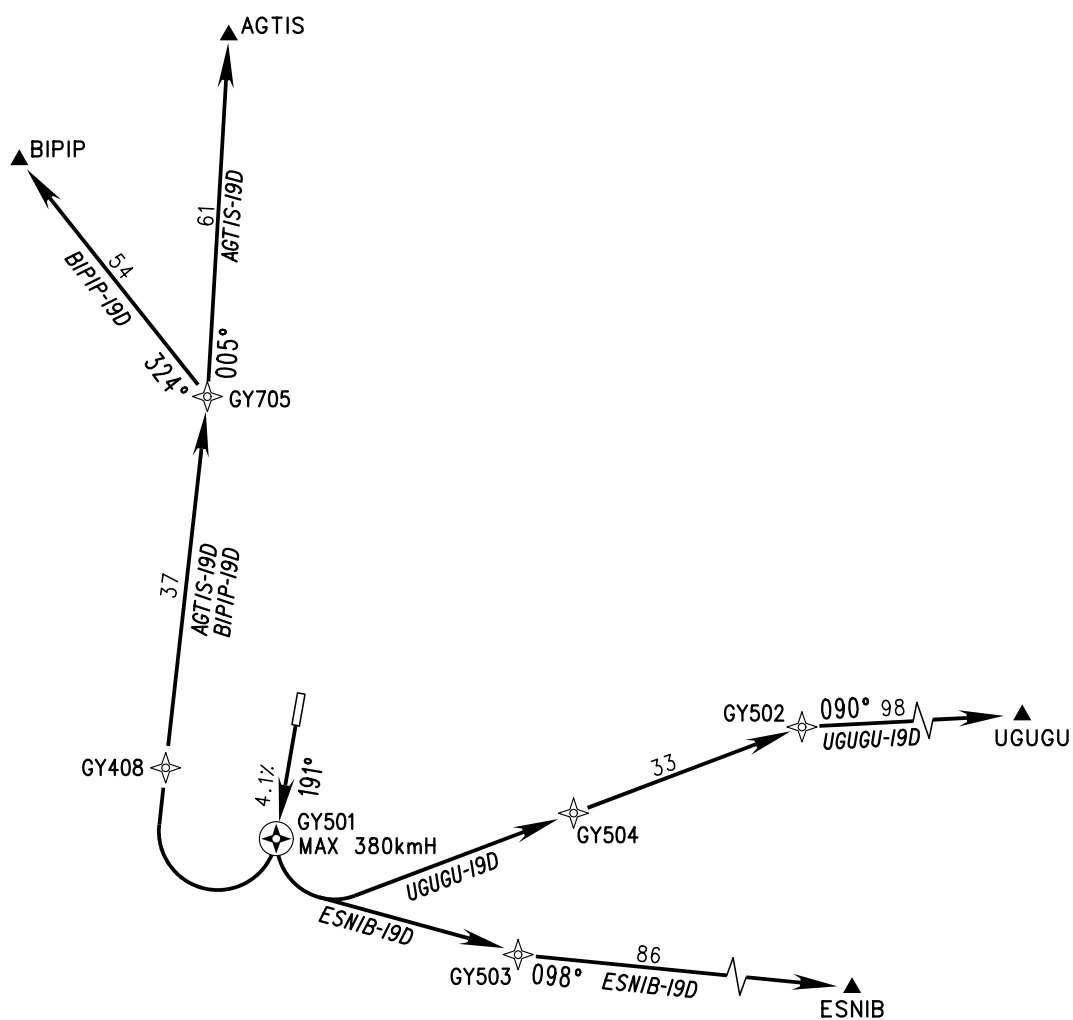 AGTIS
BIPIP
61
AGTIS-19D
54
BIPIP-19D
005°
324°
GY705
37
AGTIS-19D
BIPIP-19D
GY408
4.1%
191°
GY501
MAX 380kmH
GY502
090°
98
UGUGU-19D
UGUGU
33
GY504
UGUGU-19D
ESNIB-19D
GY503
098°
86
ESNIB-19D
ESNIB